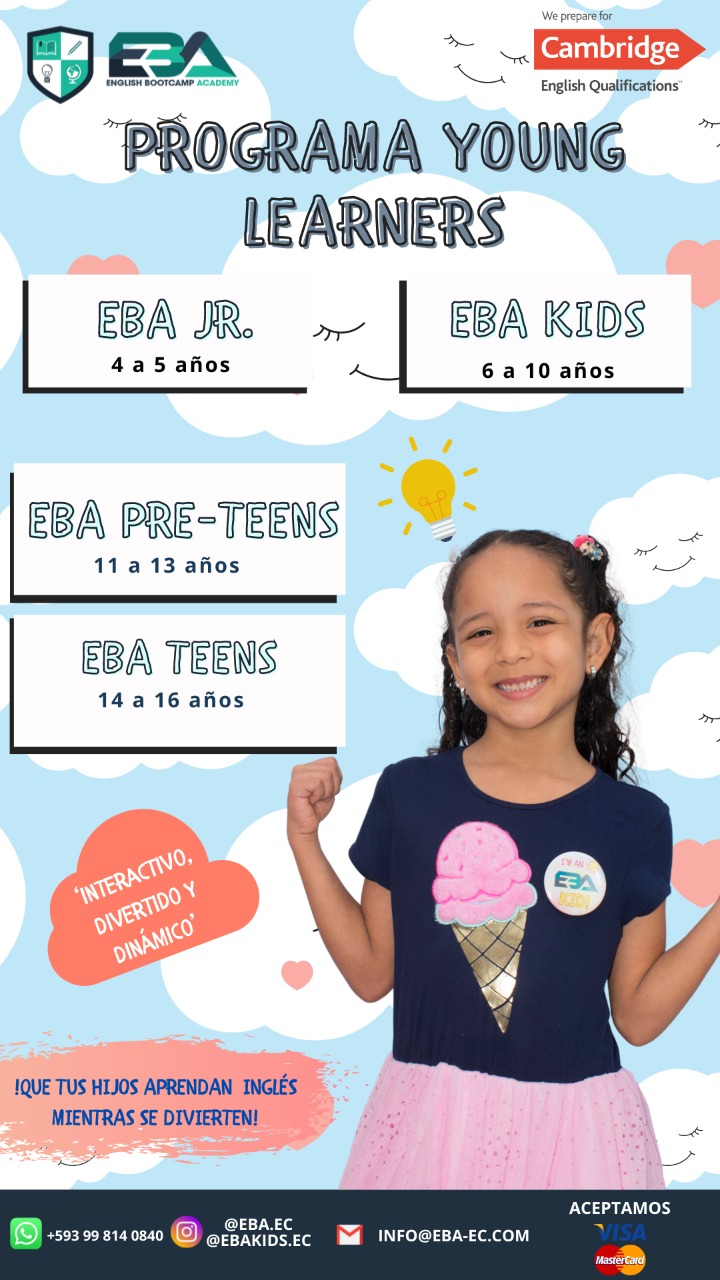 We prepare for
Cambridge
English Qualifications™
EBA
ENGLISH BOOTCAMP ACADEMY
PROGRAMA YOUNG
LEARNERS
EBA JR.
4 a 5 años
EBA KIDS
6 a 10 años
EBA PRE-TEENS
11 a 13 años
EBA TEENS
14 a 16 años
I'M AN
EBA
KID!
'INTERACTIVO,
DIVERTIDO Y
DINÁMICO'
!QUE TUS HIJOS APRENDAN INGLÉS
MIENTRAS SE DIVIERTEN!
+593 99 814 0840
@EBA.EC
@EBAKIDS.EC
INFO@EBA-EC.COM
ACEPTAMOS
VISA
MasterCard